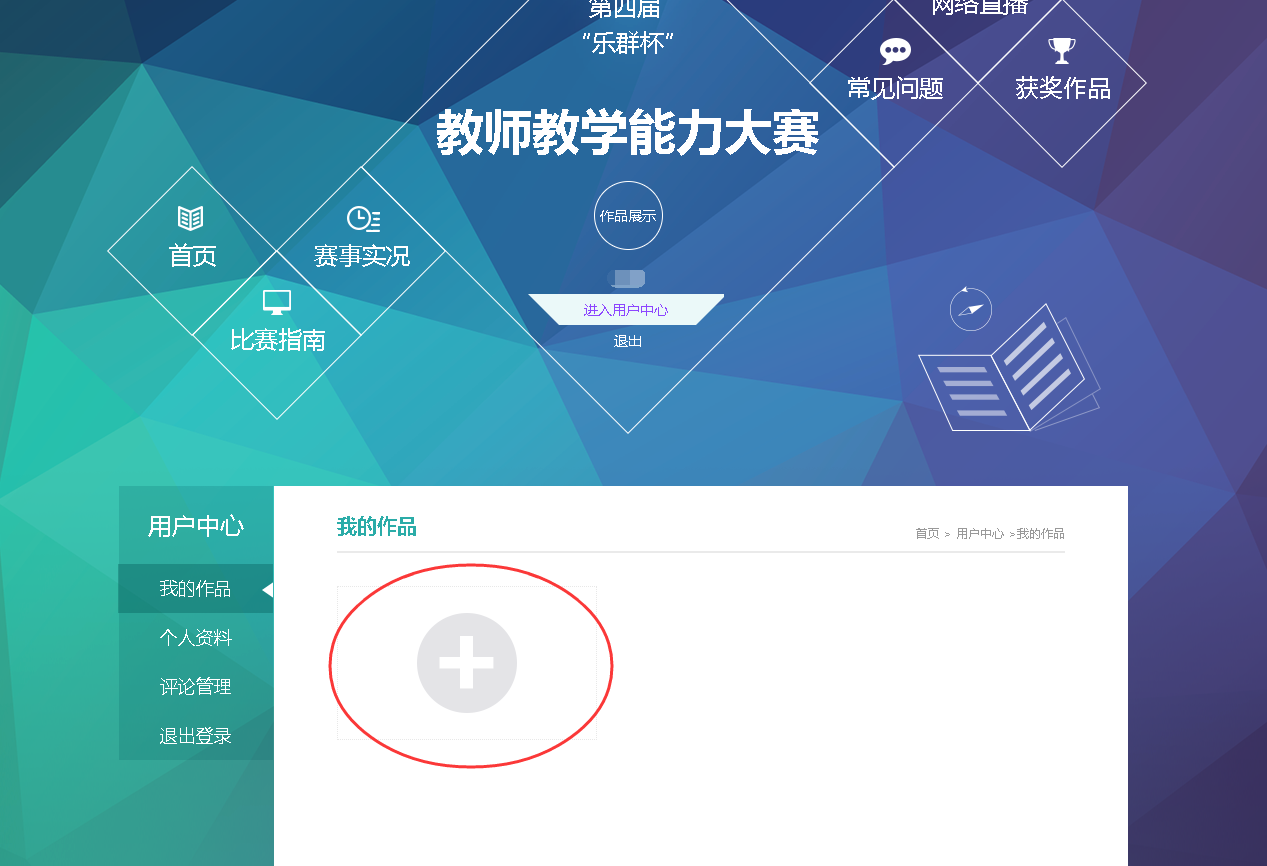 第四届
“乐群杯”
网络直播
常见问题
获奖作品
教师教学能力大赛
作品展示
首页
赛事实况
比赛指南
进入用户中心
退出
用户中心
我的作品
个人资料
评论管理
退出登录
我的作品
首页 > 用户中心 >我的作品